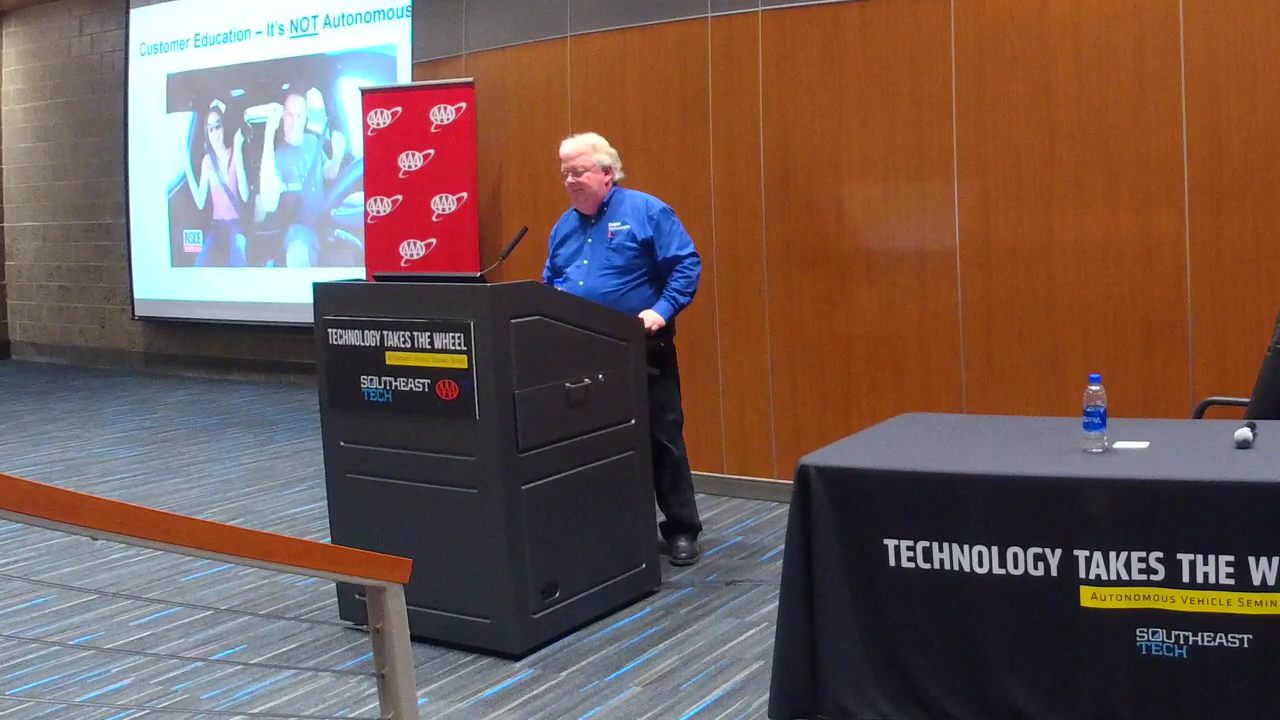 Customer Education – It's NOT Autonomous
INSIDE
AAA
AAA
AAA
AAA
AAA
AAA
TECHNOLOGY TAKES THE WHEEL
SOUTHEAST
TECH
AAA
TECHNOLOGY TAKES THE W
AUTONOMOUS VEHICLE SEMIN
SOUTHEAST
TECH